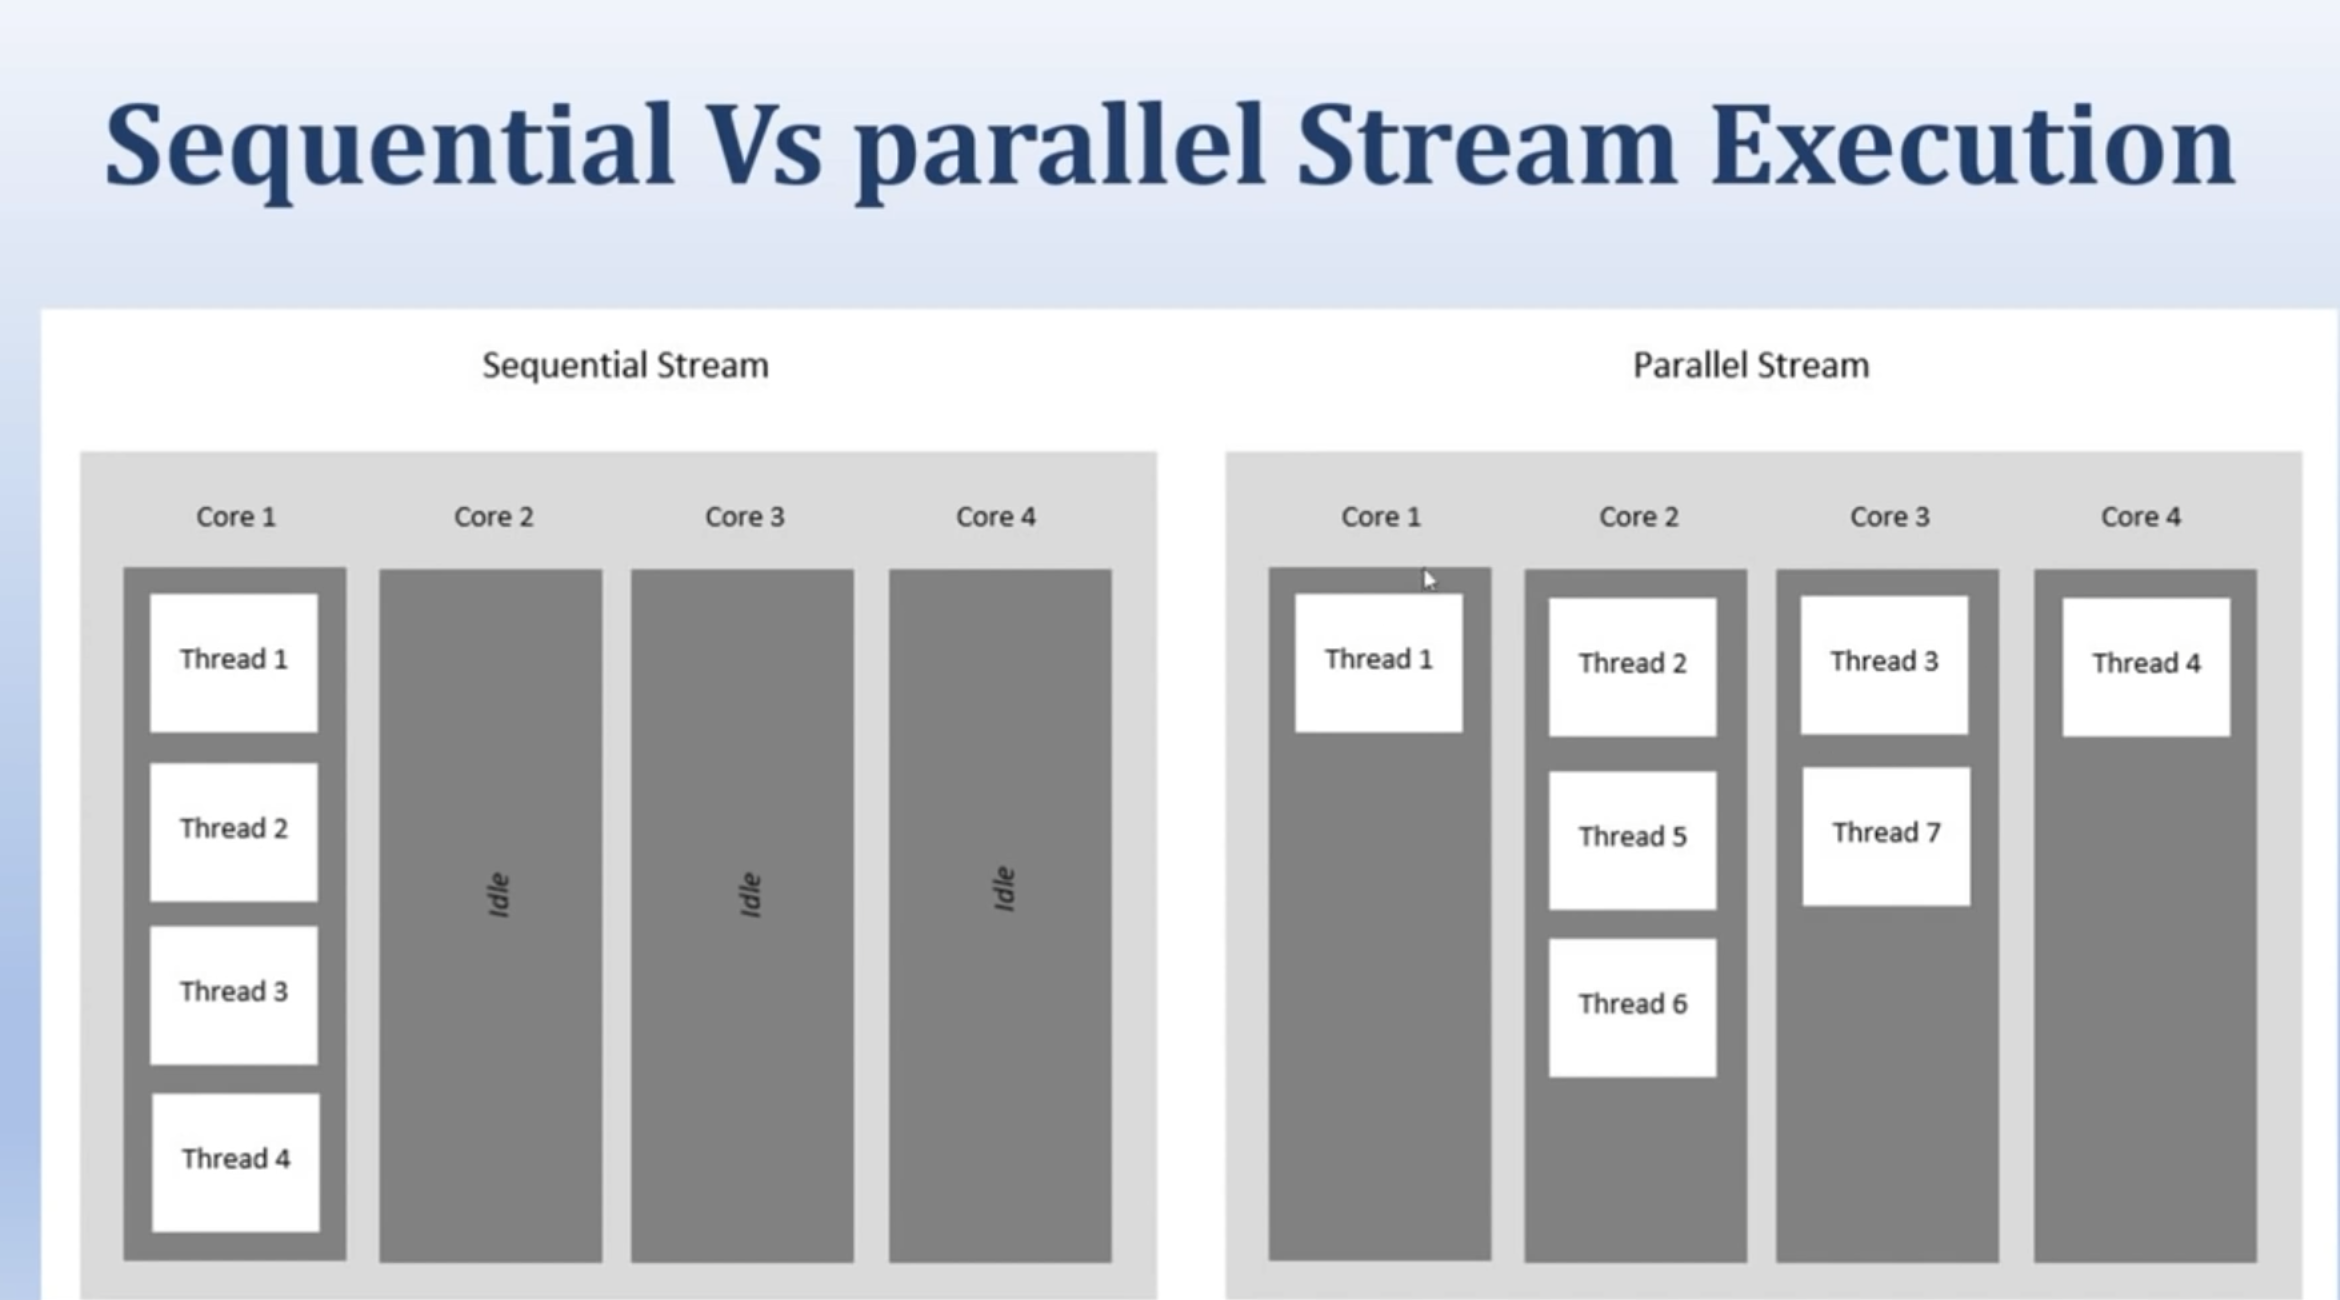 Sequential Vs parallel Stream Execution
Sequential Stream
Core 1
Core 2
Core 3
Core 4
Thread 1
Thread 2
Thread 3
Thread 4
Idle
Idle
Idle
Parallel Stream
Core 1
Core 2
Core 3
Core 4
Thread 1
Thread 2
Thread 5
Thread 6
Thread 3
Thread 7
Thread 4